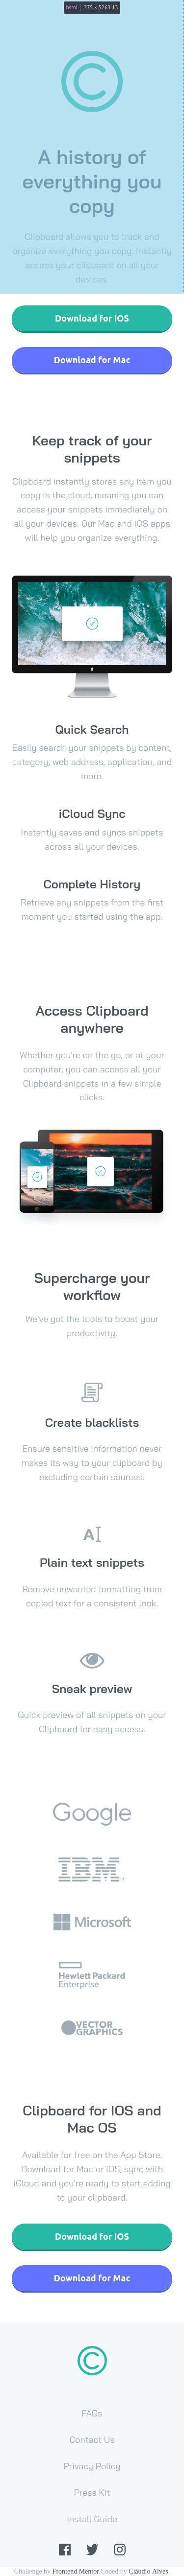 html | 375 × 5263.13
A history of
everything you
copy
Clipboard allows you to track and
organize everything you copy. Instantly
access your clipboard on all your
devices.
Download for IOS
Download for Mac
Keep track of your
snippets
Clipboard instantly stores any item you
copy in the cloud, meaning you can
access your snippets immediately on
all your devices. Our Mac and iOS apps
will help you organize everything.
Quick Search
Easily search your snippets by content,
category, web address, application, and
more.
iCloud Sync
Instantly saves and syncs snippets
across all your devices.
Complete History
Retrieve any snippets from the first
moment you started using the app.
Access Clipboard
anywhere
Whether you're on the go, or at your
computer, you can access all your
Clipboard snippets in a few simple
clicks.
Supercharge your
workflow
We've got the tools to boost your
productivity.
Create blacklists
Ensure sensitive information never
makes its way to your clipboard by
excluding certain sources.
A
Plain text snippets
Remove unwanted formatting from
copied text for a consistent look.
Sneak preview
Quick preview of all snippets on your
Clipboard for easy access.
Google
IBM
Microsoft
Hewlett Packard
Enterprise
VECTOR
GRAPHICS
Clipboard for IOS and
Mac OS
Available for free on the App Store.
Download for Mac or iOS, sync with
iCloud and you're ready to start adding
to your clipboard.
Download for IOS
Download for Mac
FAQs
Contact Us
Privacy Policy
Press Kit
Install Guide
Challenge by Frontend Mentor.Coded by Cláudio Alves.